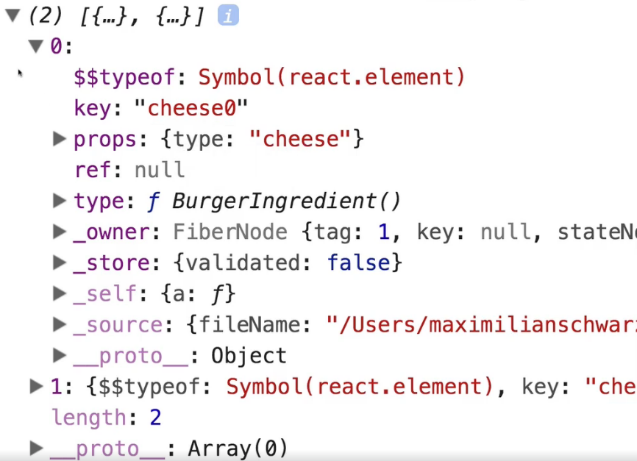 (2) [{…}, {…}] i
0:
$$typeof: Symbol(react.element)
key: "cheese0"
props: {type: "cheese"}
ref: null
type: ƒ BurgerIngredient()
_owner: FiberNode {tag: 1, key: null, stateN
_store: {validated: false}
_self: {a: ƒ}
_source: {fileName: "/Users/maximilianschwarz
__proto__: Object
1: {$$typeof: Symbol(react.element), key: "che
length: 2
__proto__: Array(0)